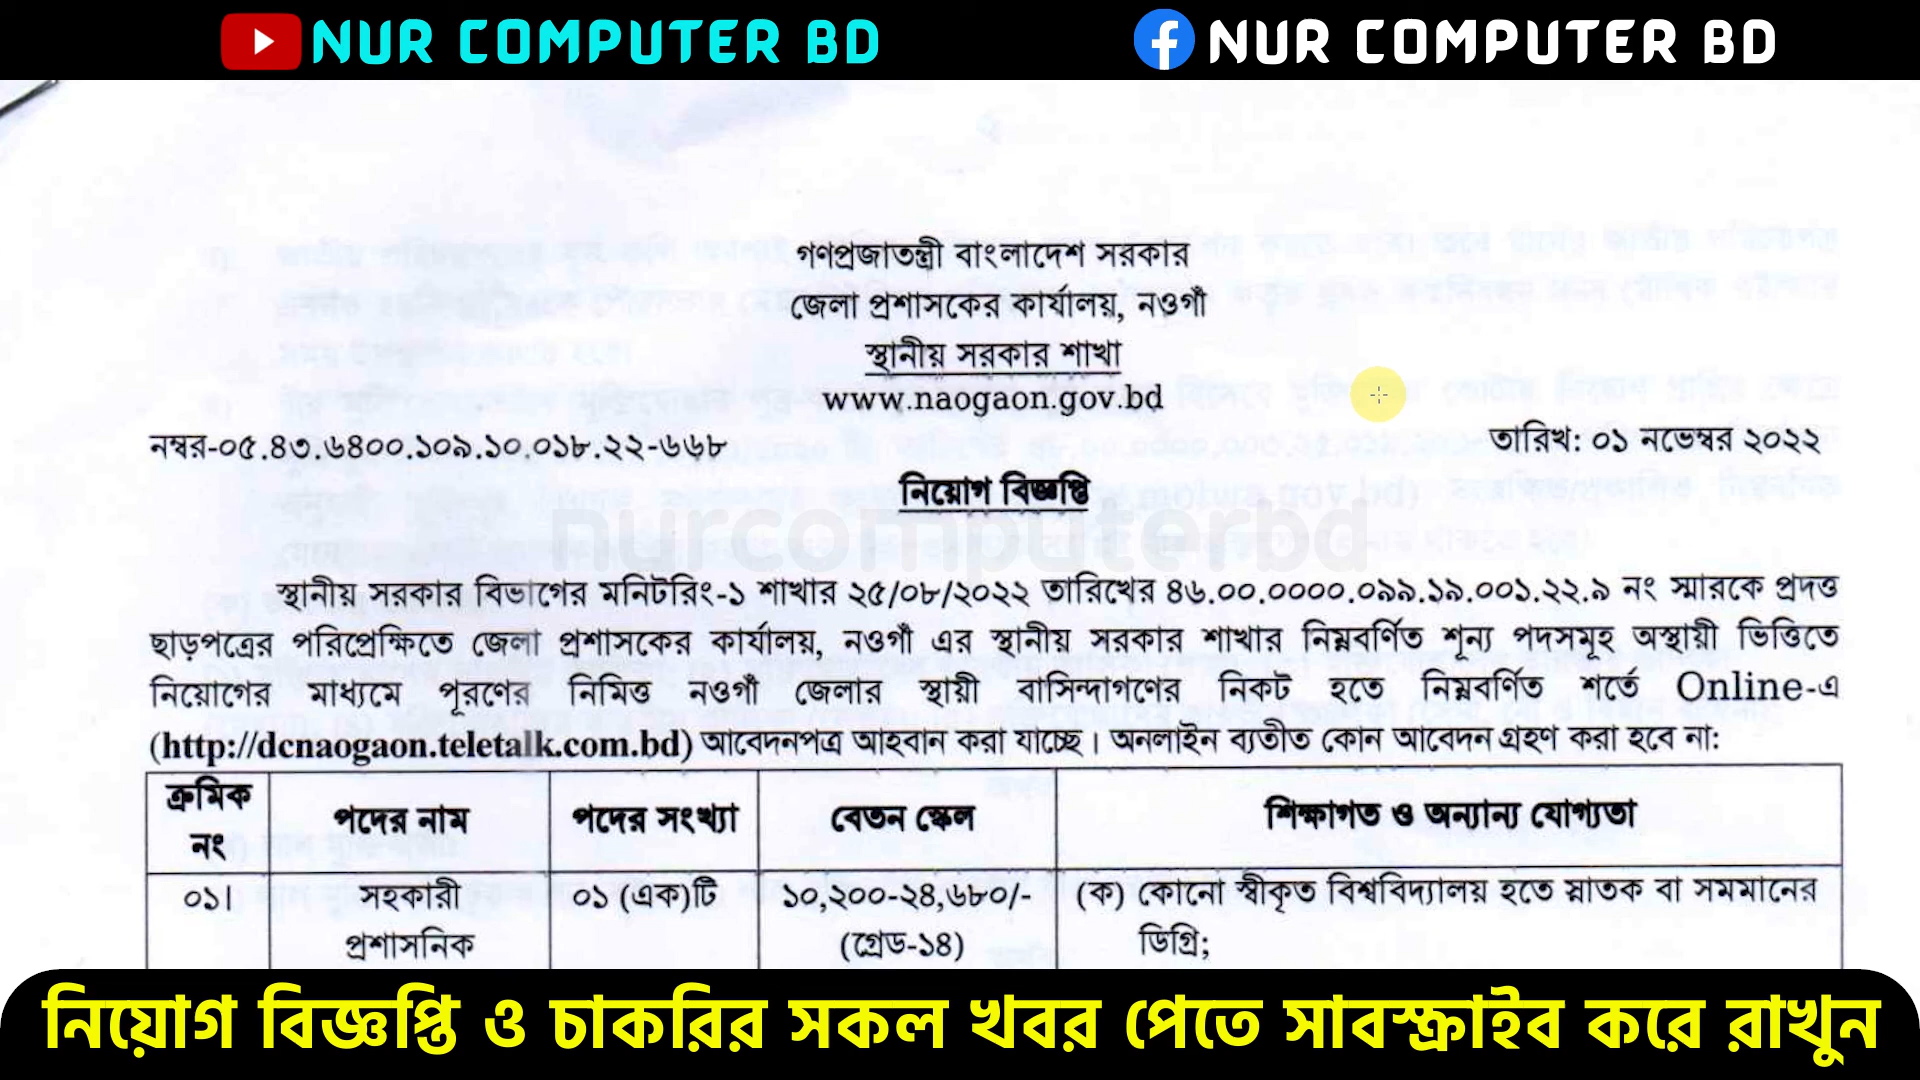 NUR COMPUTER BD
NUR COMPUTER BD
গণপ্রজাতন্ত্রী বাংলাদেশ সরকার
জেলা প্রশাসকের কার্যালয়, নওগাঁ
স্থানীয় সরকার শাখা
www.naogaon.gov.bd
নম্বর-০৫.৪৩.৬৪০০.১০৯.১০.০১৮.২২-৬৬৮
তারিখ: ০১ নভেম্বর ২০২২
নিয়োগ বিজ্ঞপ্তি
nurcomputerbd
স্থানীয় সরকার বিভাগের মনিটরিং-১ শাখার ২৫/০৮/২০২২ তারিখের ৪৬.০০.০০০০.০৯৯.১৯.০০১.২২.৯ নং স্মারকে প্রদত্ত
ছাড়পত্রের পরিপ্রেক্ষিতে জেলা প্রশাসকের কার্যালয়, নওগাঁ এর স্থানীয় সরকার শাখার নিম্নবর্ণিত শূন্য পদসমূহ অস্থায়ী ভিত্তিতে
নিয়োগের মাধ্যমে পূরণের নিমিত্ত নওগাঁ জেলার স্থায়ী বাসিন্দাগণের নিকট হতে নিম্নবর্ণিত শর্তে Online-এ
(http://dcnaogaon.teletalk.com.bd) আবেদনপত্র আহবান করা যাচ্ছে। অনলাইন ব্যতীত কোন আবেদন গ্রহণ করা হবে না:
ক্রমিক নং
পদের নাম
পদের সংখ্যা
বেতন স্কেল
শিক্ষাগত ও অন্যান্য যোগ্যতা
০১।
সহকারী
০১ (এক)টি
১০,২০০-২৪,৬৮০/-
(ক) কোনো স্বীকৃত বিশ্ববিদ্যালয় হতে স্নাতক বা সমমানের
প্রশাসনিক
(গ্রেড-১৪)
ডিগ্রি;
নিয়োগ বিজ্ঞপ্তি ও চাকরির সকল খবর পেতে সাবস্ক্রাইব করে রাখুন